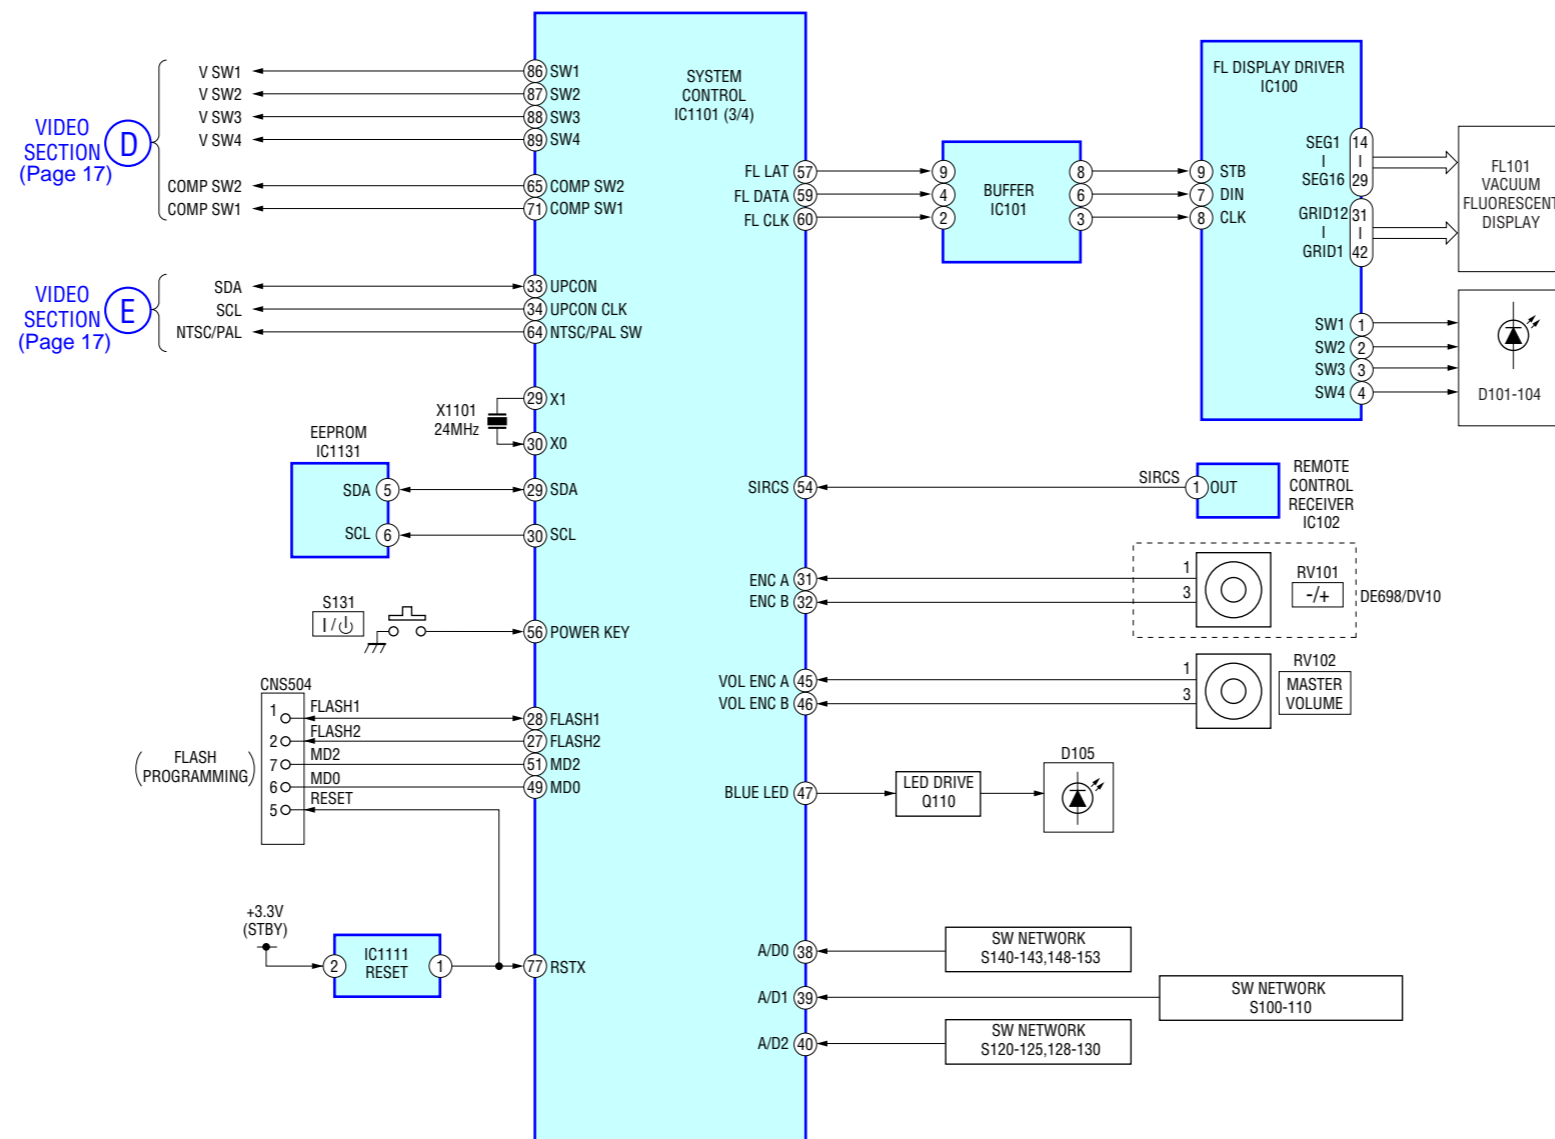 VIDEO
SECTION
(Page 17)
D
V SW1
V SW2
V SW3
V SW4
COMP SW2
COMP SW1
86 SW1
87 SW2
88 SW3
89 SW4
65 COMP SW2
71 COMP SW1
VIDEO
SECTION
(Page 17)
E
SDA
SCL
NTSC/PAL
33 UPCON
34 UPCON CLK
64 NTSC/PAL SW
X1101
24MHz
29 X1
30 X0
EEPROM
IC1131
SDA 5
SCL 6
29 SDA
30 SCL
S131
I/⏻
56 POWER KEY
CNS504
(FLASH
PROGRAMMING)
1 FLASH1
2 FLASH2
7 MD2
6 MD0
5 RESET
28 FLASH1
27 FLASH2
51 MD2
49 MD0
+3.3V
(STBY)
2
IC1111
RESET
1
77 RSTX
SYSTEM
CONTROL
IC1101 (3/4)
FL LAT 57
FL DATA 59
FL CLK 60
9
4
2
BUFFER
IC101
8
6
3
FL DISPLAY DRIVER
IC100
9 STB
7 DIN
8 CLK
SEG1 14
I I
SEG16 29
GRID12 31
I I
GRID1 42
FL101
VACUUM
FLUORESCENT
DISPLAY
SW1 1
SW2 2
SW3 3
SW4 4
D101-104
SIRCS 54
SIRCS
1 OUT
REMOTE
CONTROL
RECEIVER
IC102
ENC A 31
ENC B 32
1
3
RV101
-/+
DE698/DV10
VOL ENC A 45
VOL ENC B 46
1
3
RV102
MASTER
VOLUME
BLUE LED 47
LED DRIVE
Q110
D105
A/D0 38
SW NETWORK
S140-143,148-153
A/D1 39
SW NETWORK
S100-110
A/D2 40
SW NETWORK
S120-125,128-130